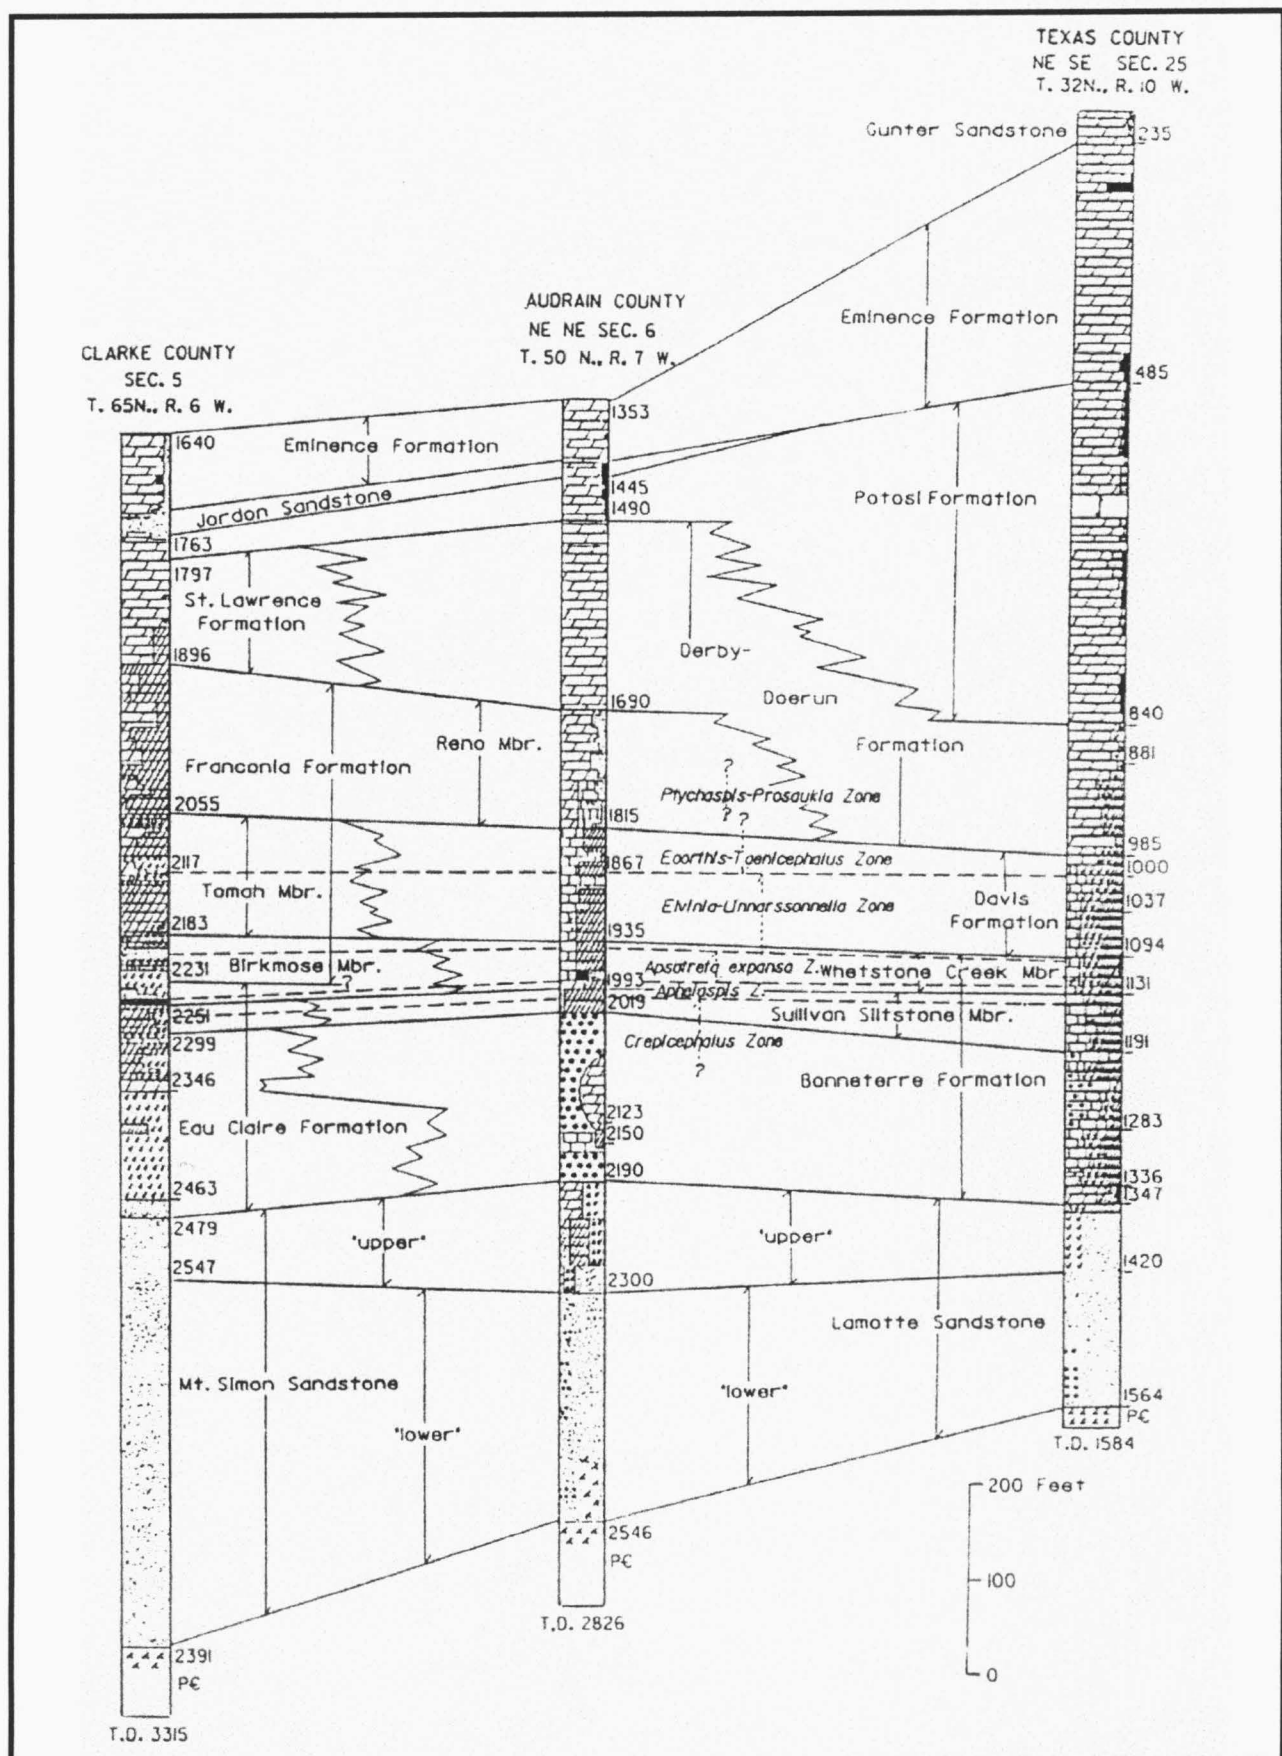 TEXAS COUNTY
NE SE SEC. 25
T. 32N., R. 10 W.
Gunter Sandstone
235
Eminence Formation
485
Potosi Formation
840
881
985
1000
1037
1094
1131
1191
1283
1336
1347
1420
1564
P€
T.D. 1584
AUDRAIN COUNTY
NE NE SEC. 6
T. 50 N., R. 7 W.
1353
1445
1490
1690
1815
1867
1935
1993
2019
2123
2150
2190
2300
2546
P€
T.D. 2826
CLARKE COUNTY
SEC. 5
T. 65N., R. 6 W.
1640
1763
1797
1896
2055
2117
2183
2231
2251
2299
2346
2463
2479
2547
2391
P€
T.D. 3315
Eminence Formation
Jordon Sandstone
St. Lawrence
Formation
Franconia Formation
Reno Mbr.
Tomah Mbr.
Birkmose Mbr.
?
Eau Claire Formation
"upper"
Mt. Simon Sandstone
"lower"
Derby-
Doerun
Formation
?
Ptychaspis-Prosaukia Zone
?
?
Eoorthis-Taenicephalus Zone
Elvinia-Unnarssonnella Zone
Davis
Formation
Apsotreta expansa Z.
Whetstone Creek Mbr.
Aphelaspis Z.
Sullivan Siltstone Mbr.
Crepicephalus Zone
?
Bonneterre Formation
"upper"
Lamotte Sandstone
"lower"
200 Feet
100
0